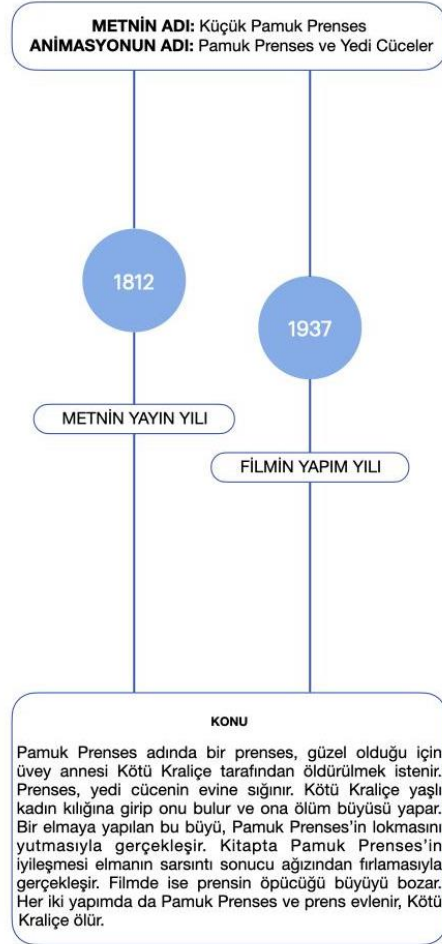 METNİN ADI: Küçük Pamuk Prenses
ANİMASYONUN ADI: Pamuk Prenses ve Yedi Cüceler
1812
1937
METNİN YAYIN YILI
FİLMİN YAPIM YILI
KONU
Pamuk Prenses adında bir prenses, güzel olduğu için
üvey annesi Kötü Kraliçe tarafından öldürülmek istenir.
Prenses, yedi cücenin evine sığınır. Kötü Kraliçe yaşlı
kadın kılığına girip onu bulur ve ona ölüm büyüsü yapar.
Bir elmaya yapılan bu büyü, Pamuk Prenses’in lokmasını
yutmasıyla gerçekleşir. Kitapta Pamuk Prenses’in
iyileşmesi elmanın sarsıntı sonucu ağızından fırlamasıyla
gerçekleşir. Filmde ise prensin öpücüğü büyüyü bozar.
Her iki yapımda da Pamuk Prenses ve prens evlenir, Kötü
Kraliçe ölür.